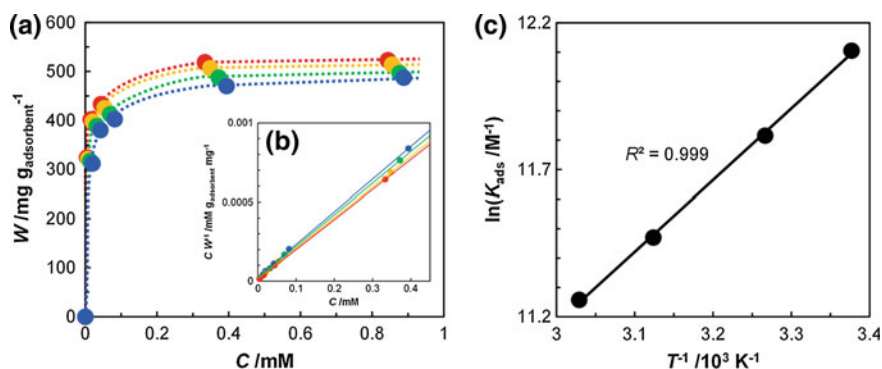 (a)
W /mg g_adsorbent^-1
600
500
400
300
200
100
0
0
0.2
0.4
0.6
0.8
1
C /mM
(b)
C W^-1 /mM g_adsorbent mg^-1
0.001
0.0005
0
0
0.1
0.2
0.3
0.4
C /mM
(c)
ln(K_ads /M^-1)
12.2
11.7
11.2
R² = 0.999
3
3.1
3.2
3.3
3.4
T^-1 /10^3 K^-1